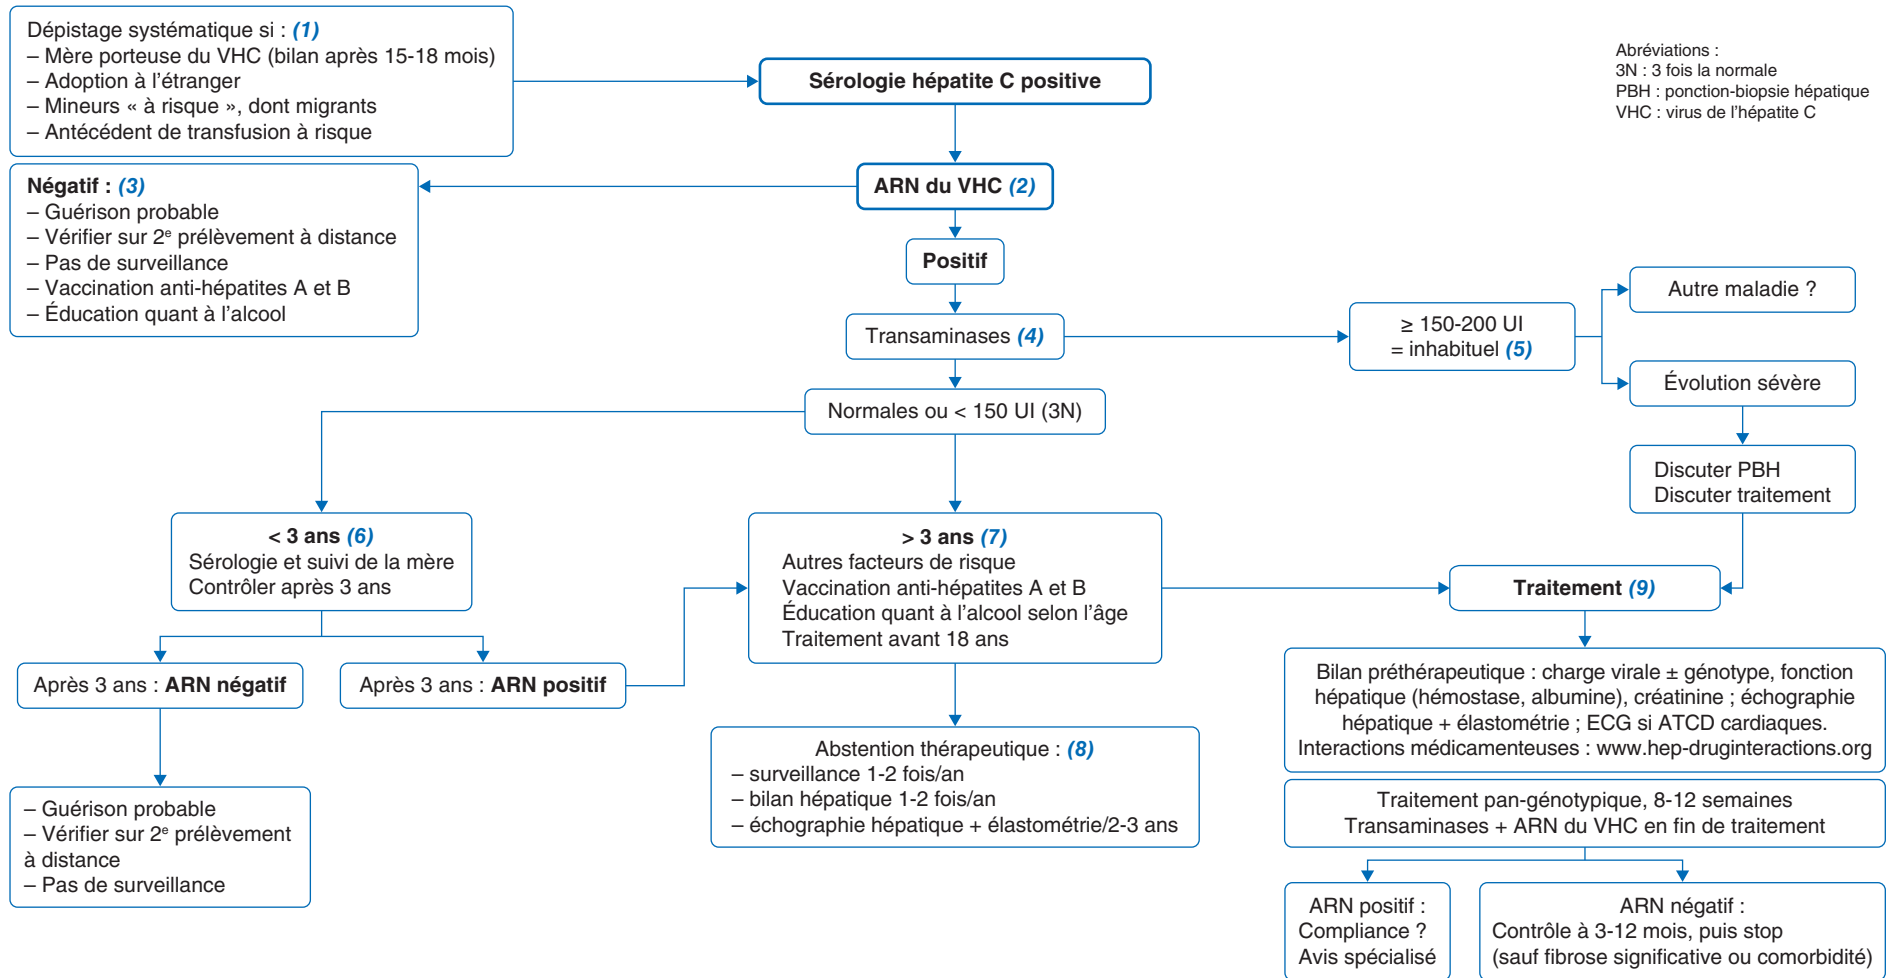 Dépistage systématique si : (1)
– Mère porteuse du VHC (bilan après 15-18 mois)
– Adoption à l'étranger
– Mineurs « à risque », dont migrants
– Antécédent de transfusion à risque
Sérologie hépatite C positive
Abréviations :
3N : 3 fois la normale
PBH : ponction-biopsie hépatique
VHC : virus de l'hépatite C
Négatif : (3)
– Guérison probable
– Vérifier sur 2e prélèvement à distance
– Pas de surveillance
– Vaccination anti-hépatites A et B
– Éducation quant à l'alcool
ARN du VHC (2)
Positif
Transaminases (4)
≥ 150-200 UI
= inhabituel (5)
Autre maladie ?
Évolution sévère
Discuter PBH
Discuter traitement
Normales ou < 150 UI (3N)
< 3 ans (6)
Sérologie et suivi de la mère
Contrôler après 3 ans
> 3 ans (7)
Autres facteurs de risque
Vaccination anti-hépatites A et B
Éducation quant à l'alcool selon l'âge
Traitement avant 18 ans
Traitement (9)
Après 3 ans : ARN négatif
Après 3 ans : ARN positif
– Guérison probable
– Vérifier sur 2e prélèvement
à distance
– Pas de surveillance
Abstention thérapeutique : (8)
– surveillance 1-2 fois/an
– bilan hépatique 1-2 fois/an
– échographie hépatique + élastométrie/2-3 ans
Bilan préthérapeutique : charge virale ± génotype, fonction
hépatique (hémostase, albumine), créatinine ; échographie
hépatique + élastométrie ; ECG si ATCD cardiaques.
Interactions médicamenteuses : www.hep-druginteractions.org
Traitement pan-génotypique, 8-12 semaines
Transaminases + ARN du VHC en fin de traitement
ARN positif :
Compliance ?
Avis spécialisé
ARN négatif :
Contrôle à 3-12 mois, puis stop
(sauf fibrose significative ou comorbidité)